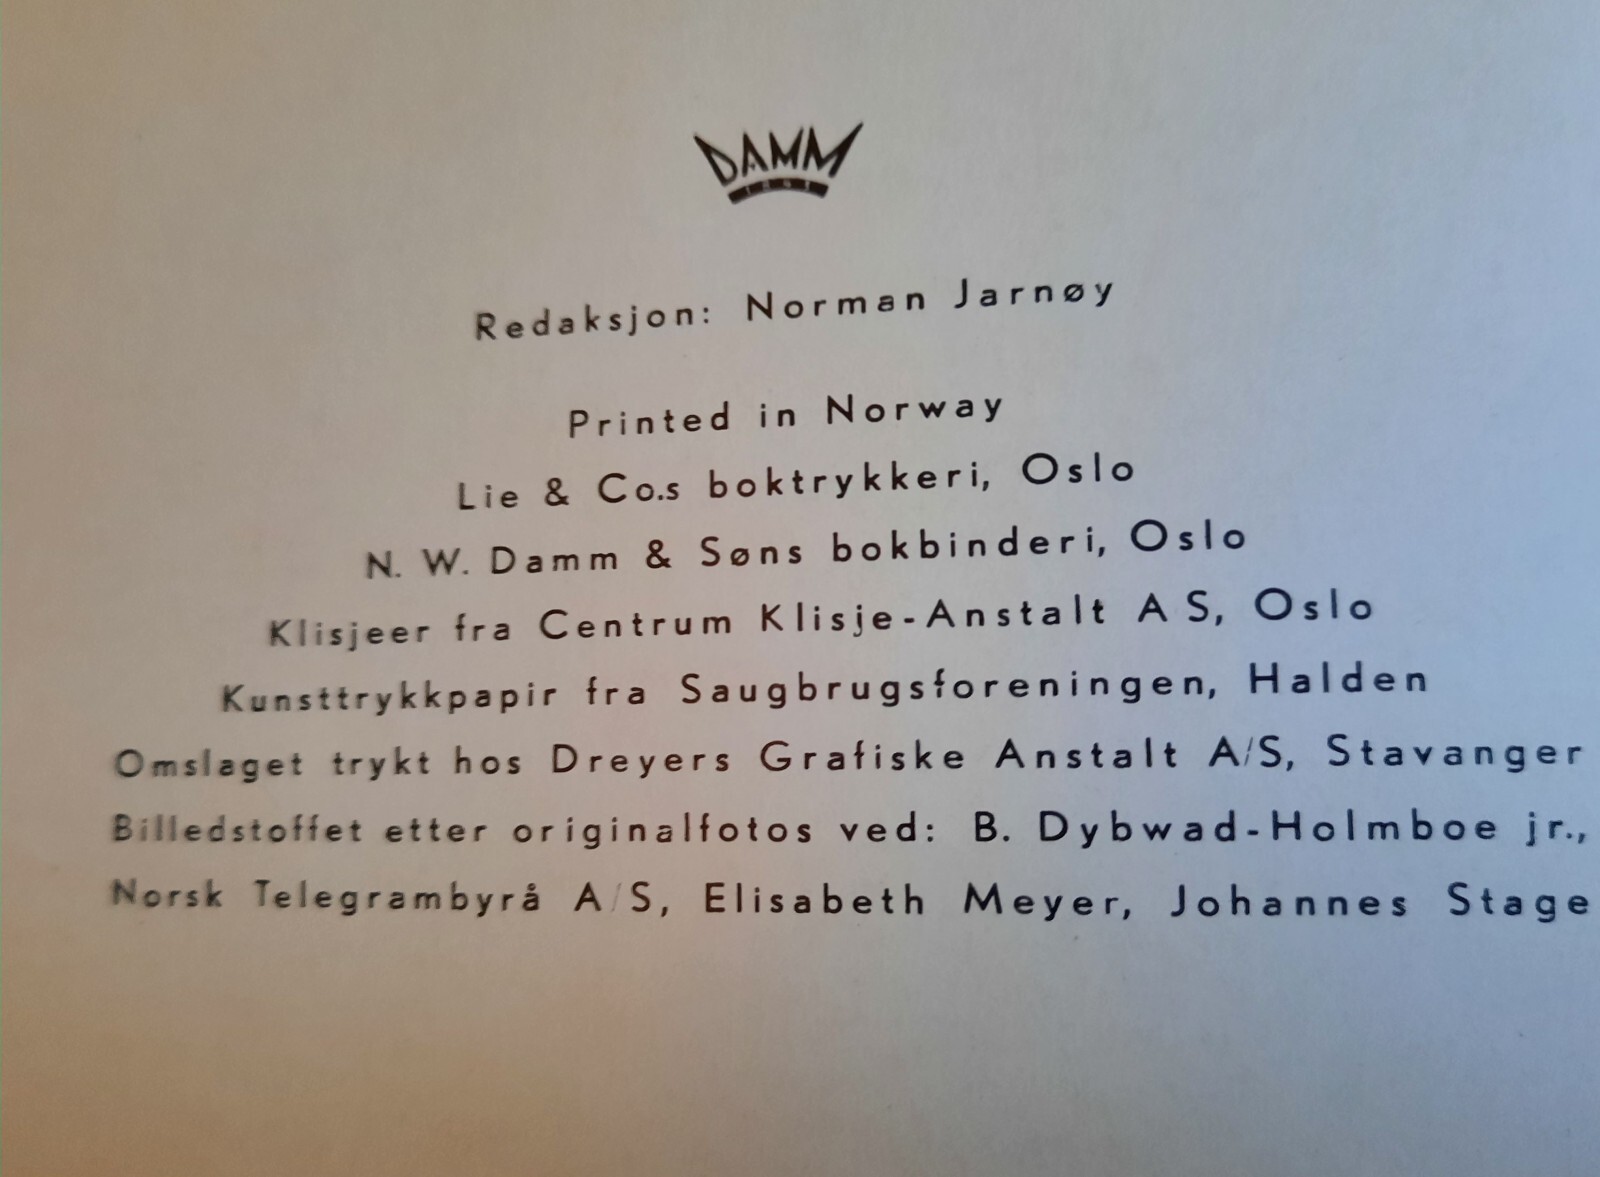 DAMM
Redaksjon: Norman Jarnøy
Printed in Norway
Lie & Co.s boktrykkeri, Oslo
N. W. Damm & Søns bokbinderi, Oslo
Klisjeer fra Centrum Klisje-Anstalt A S, Oslo
Kunsttrykkpapir fra Saugbrugsforeningen, Halden
Omslaget trykt hos Dreyers Grafiske Anstalt A/S, Stavanger
Billedstoffet etter originalfotos ved: B. Dybwad-Holmboe jr.,
Norsk Telegrambyrå A/S, Elisabeth Meyer, Johannes Stage